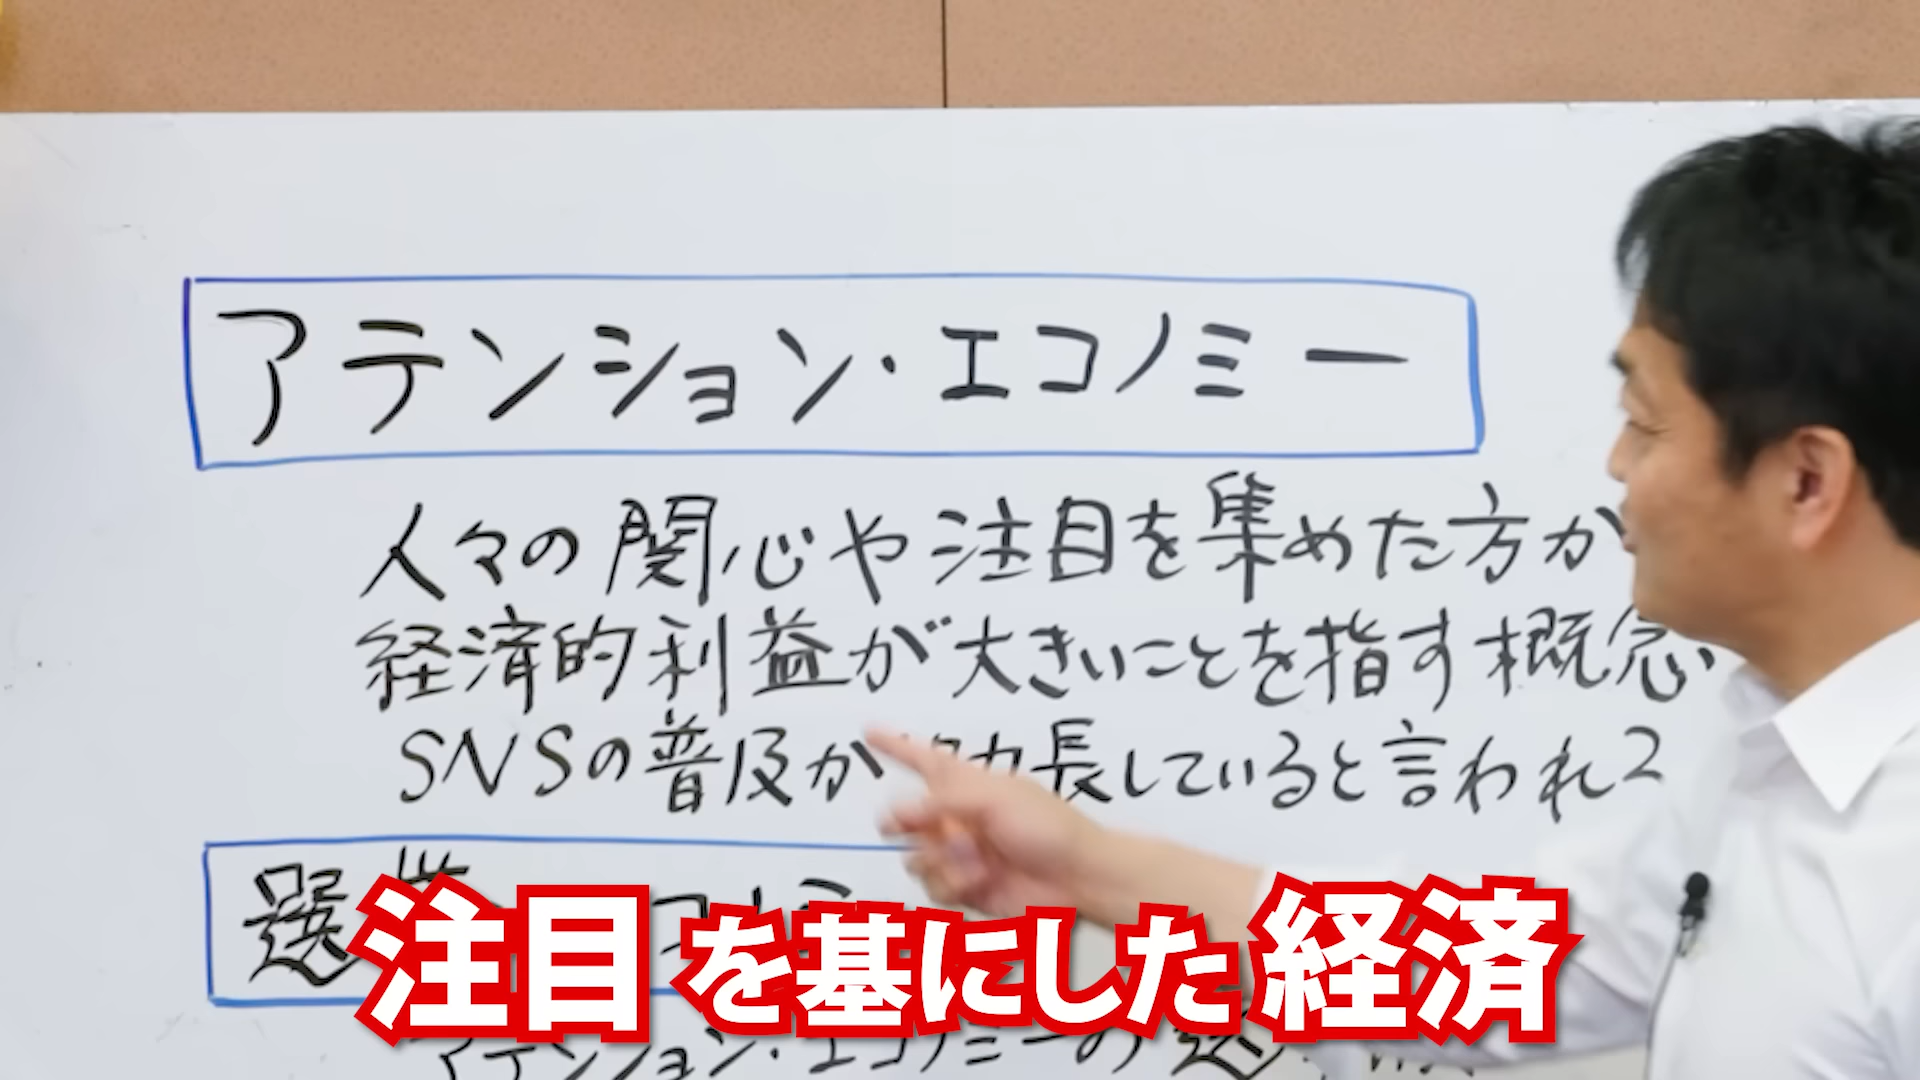 アテンション・エコノミー
人々の関心や注目を集めた方が
経済的利益が大きいことを指す概念
SNSの普及が 長していると言われ
選挙
注目を基にした経済
アテンション・エコノミーの選挙